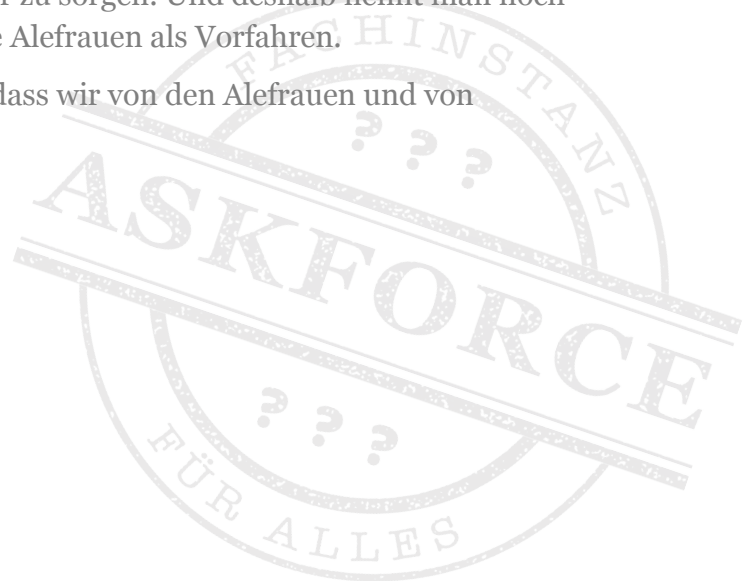 r zu sorgen. Und deshalb nennt man noch
e Alefrauen als Vorfahren.
dass wir von den Alefrauen und von
FACHINSTANZ
? ? ?
ASKFORCE
? ? ?
FÜR ALLES